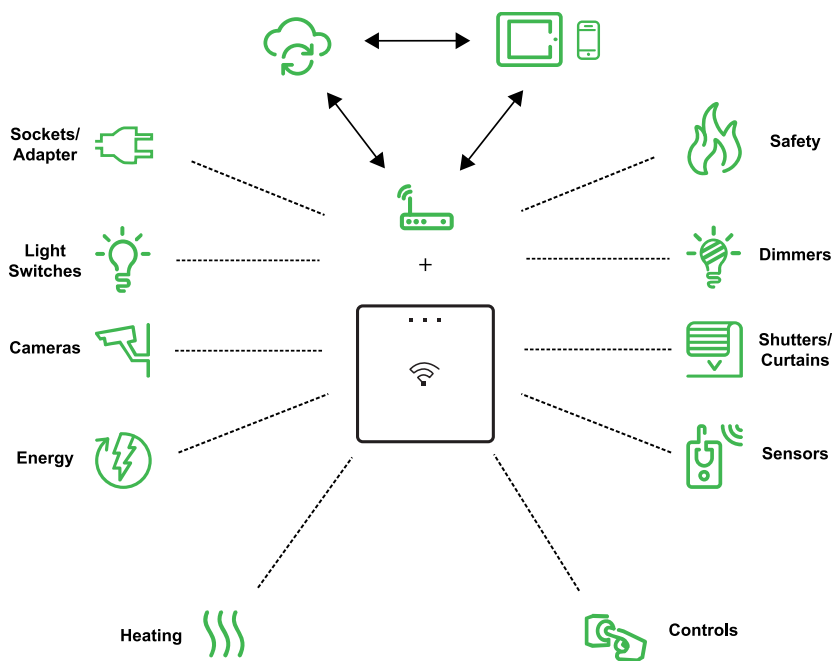 Sockets/
Adapter
Safety
Light
Switches
+
Dimmers
Cameras
Shutters/
Curtains
Energy
Sensors
Heating
Controls